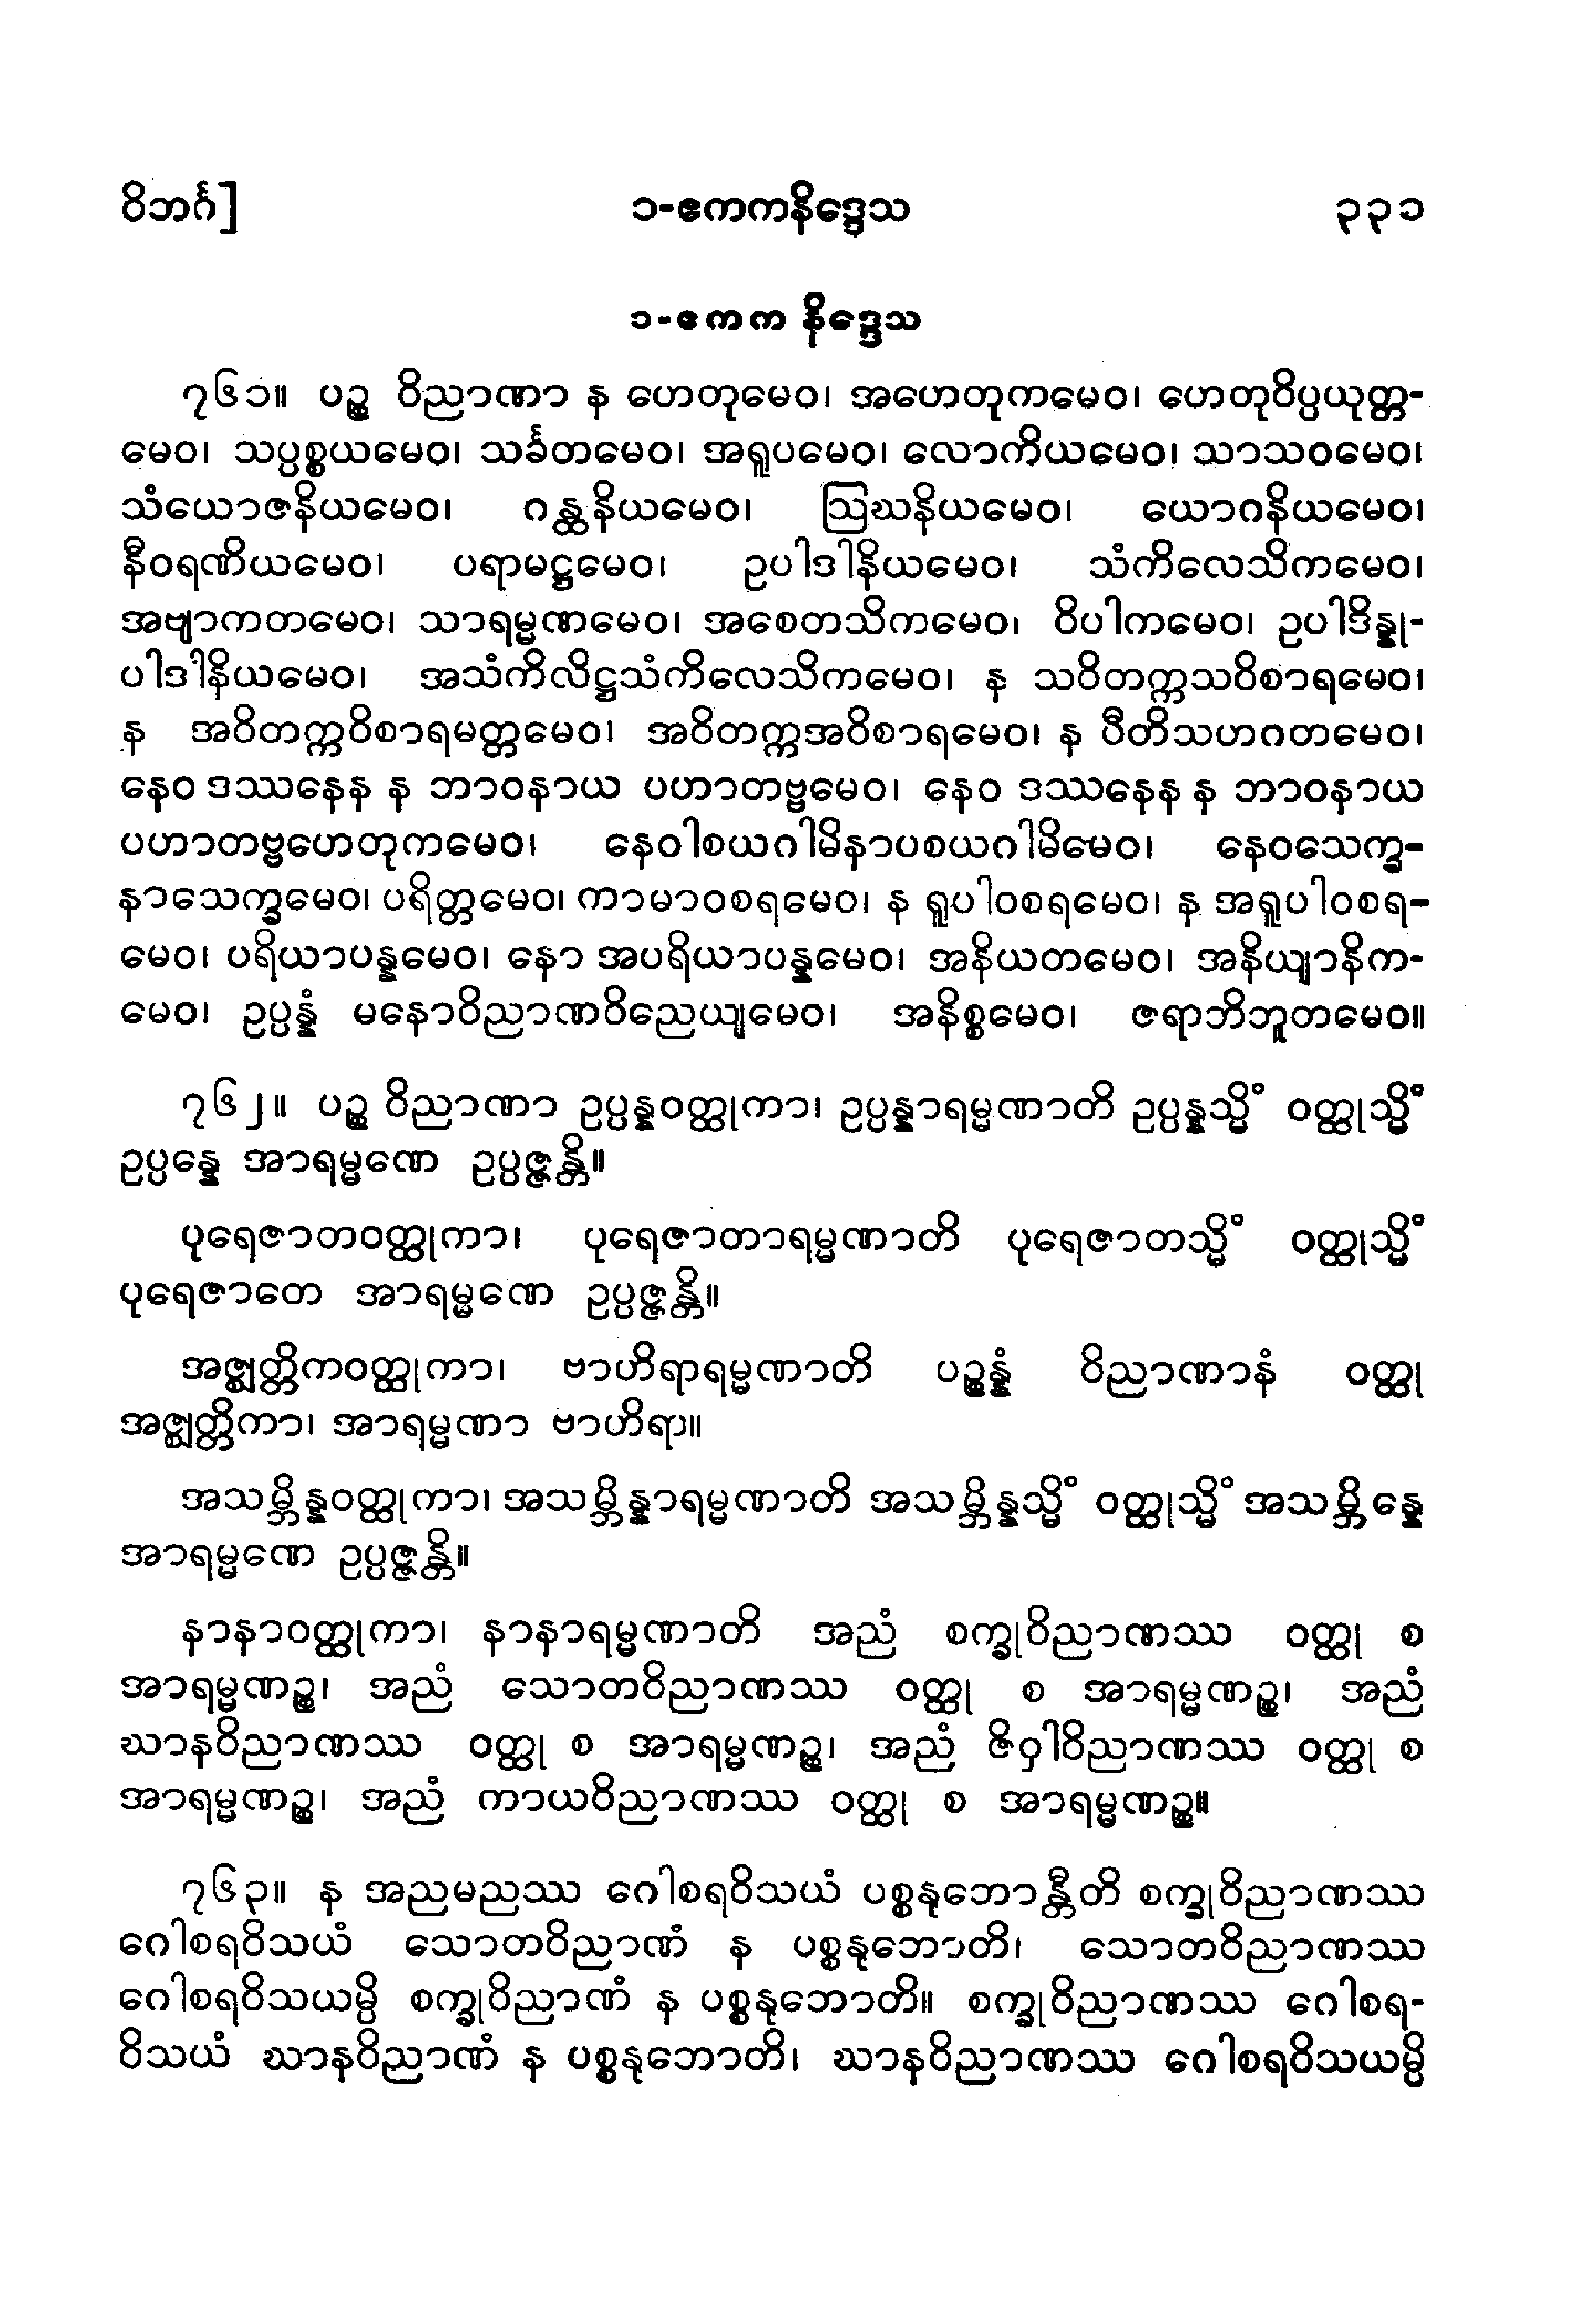 ဝိဘင်္ဂ] ၁-ဧကကနိဒ္ဒေသ ၃၃၁
၁-ဧကက နိဒ္ဒေသ
၇၆၁။ ပဉ္စ ဝိညာဏာ န ဟေတုမေဝ၊ အဟေတုကမေဝ၊ ဟေတုဝိပ္ပယုတ္တ-
မေဝ၊ သပ္ပစ္စယမေဝ၊ သင်္ခတမေဝ၊ အရူပမေဝ၊ လောကိယမေဝ၊ သာသဝမေဝ၊
သံယောဇနိယမေဝ၊ ဂန္ထနိယမေဝ၊ ဩဃနိယမေဝ၊ ယောဂနိယမေဝ၊
နီဝရဏိယမေဝ၊ ပရာမဋ္ဌမေဝ၊ ဥပါဒါနိယမေဝ၊ သံကိလေသိကမေဝ၊
အဗျာကတမေဝ၊ သာရမ္မဏမေဝ၊ အစေတသိကမေဝ၊ ဝိပါကမေဝ၊ ဥပါဒိန္နု-
ပါဒါနိယမေဝ၊ အသံကိလိဋ္ဌသံကိလေသိကမေဝ၊ န သဝိတက္ကသဝိစာရမေဝ၊
န အဝိတက္ကဝိစာရမတ္တမေဝ၊ အဝိတက္ကအဝိစာရမေဝ၊ န ပီတိသဟဂတမေဝ၊
နေဝ ဒဿနေန န ဘာဝနာယ ပဟာတဗ္ဗမေဝ၊ နေဝ ဒဿနေန န ဘာဝနာယ
ပဟာတဗ္ဗဟေတုကမေဝ၊ နေဝါစယဂါမိနာပစယဂါမိမေဝ၊ နေဝသေက္ခ-
နာသေက္ခမေဝ၊ ပရိတ္တမေဝ၊ ကာမာဝစရမေဝ၊ န ရူပါဝစရမေဝ၊ န အရူပါဝစရ-
မေဝ၊ ပရိယာပန္နမေဝ၊ နော အပရိယာပန္နမေဝ၊ အနိယတမေဝ၊ အနိယျာနိက-
မေဝ၊ ဥပ္ပန္နံ မနောဝိညာဏဝိညေယျမေဝ၊ အနိစ္စမေဝ၊ ဇရာဘိဘူတမေဝ။
၇၆၂။ ပဉ္စ ဝိညာဏာ ဥပ္ပန္နဝတ္ထုကာ၊ ဥပ္ပန္နာရမ္မဏာတိ ဥပ္ပန္နသ္မိံ ဝတ္ထုသ္မိံ
ဥပ္ပန္နေ အာရမ္မဏေ ဥပ္ပဇ္ဇန္တိ။
ပုရေဇာတဝတ္ထုကာ၊ ပုရေဇာတာရမ္မဏာတိ ပုရေဇာတသ္မိံ ဝတ္ထုသ္မိံ
ပုရေဇာတေ အာရမ္မဏေ ဥပ္ပဇ္ဇန္တိ။
အဇ္ဈတ္တိကဝတ္ထုကာ၊ ဗာဟိရာရမ္မဏာတိ ပဉ္စန္နံ ဝိညာဏာနံ ဝတ္ထု
အဇ္ဈတ္တိကာ၊ အာရမ္မဏာ ဗာဟိရာ။
အသမ္ဘိန္နဝတ္ထုကာ၊ အသမ္ဘိန္နာရမ္မဏာတိ အသမ္ဘိန္နသ္မိံ ဝတ္ထုသ္မိံ အသမ္ဘိန္နေ
အာရမ္မဏေ ဥပ္ပဇ္ဇန္တိ။
နာနာဝတ္ထုကာ၊ နာနာရမ္မဏာတိ အညံ စက္ခုဝိညာဏဿ ဝတ္ထု စ
အာရမ္မဏဉ္စ၊ အညံ သောတဝိညာဏဿ ဝတ္ထု စ အာရမ္မဏဉ္စ၊ အညံ
ဃာနဝိညာဏဿ ဝတ္ထု စ အာရမ္မဏဉ္စ၊ အညံ ဇိဝှါဝိညာဏဿ ဝတ္ထု စ
အာရမ္မဏဉ္စ၊ အညံ ကာယဝိညာဏဿ ဝတ္ထု စ အာရမ္မဏဉ္စ။
၇၆၃။ န အညမညဿ ဂေါစရဝိသယံ ပစ္စနုဘောန္တီတိ စက္ခုဝိညာဏဿ
ဂေါစရဝိသယံ သောတဝိညာဏံ န ပစ္စနုဘောတိ၊ သောတဝိညာဏဿ
ဂေါစရဝိသယမ္ပိ စက္ခုဝိညာဏံ န ပစ္စနုဘောတိ။ စက္ခုဝိညာဏဿ ဂေါစရ-
ဝိသယံ ဃာနဝိညာဏံ န ပစ္စနုဘောတိ၊ ဃာနဝိညာဏဿ ဂေါစရဝိသယမ္ပိ